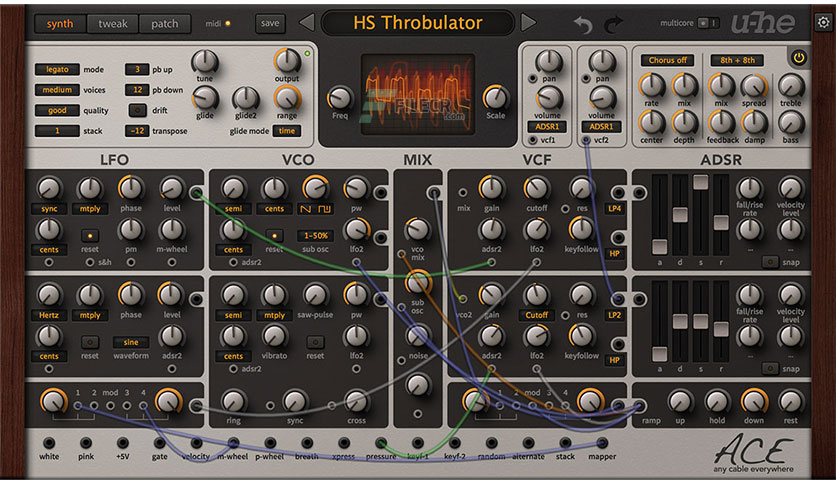 synth tweak patch midi save HS Throbulator multicore u-he
legato mode 3 pb up tune output
medium voices 12 pb down
good quality drift glide glide2 range
1 stack -12 transpose glide mode time
Freq FILECR .com Scale
pan pan
volume volume
ADSR1 ADSR1
vcf1 vcf2
Chorus off 8th + 8th
rate mix mix spread treble
center depth feedback damp bass
LFO VCO MIX VCF ADSR
sync mtply phase level semi cents pw mix gain cutoff res LP4 fall/rise rate velocity level
cents reset pm m-wheel cents reset 1-50% sub osc lfo2 vco mix adsr2 lfo2 keyfollow HP ... ...
s&h adsr2 a d s r snap
Hertz mtply phase level semi mtply saw-pulse pw sub osc vco2 gain Cutoff res LP2 fall/rise rate velocity level
cents reset sine waveform adsr2 cents vibrato reset lfo2 noise adsr2 lfo2 keyfollow HP ... ...
adsr2 a d s r snap
1 2 mod 3 4 ring sync cross 1 2 mod 3 4 ramp up hold down rest
white pink +5V gate velocity m-wheel p-wheel breath xpress pressure keyf-1 keyf-2 random alternate stack mapper
ACE
any cable everywhere